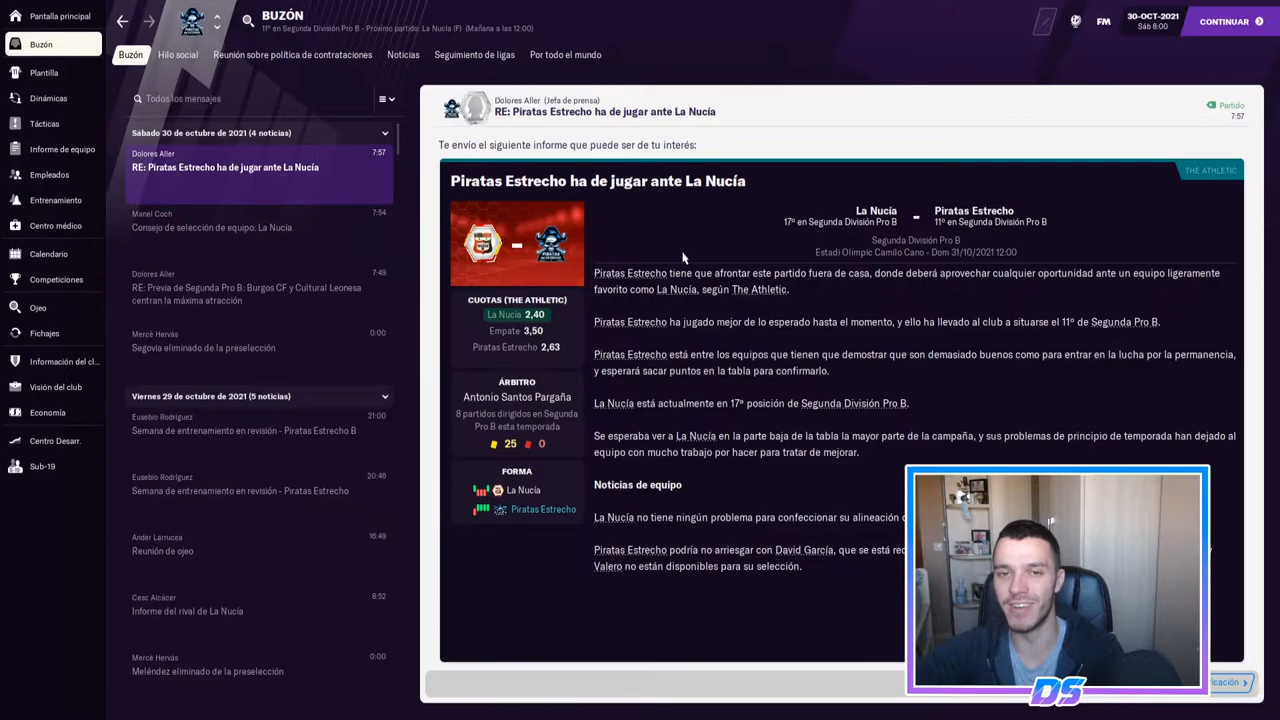 Pantalla principal
Buzón
Plantilla
Dinámicas
Tácticas
Informe de equipo
Empleados
Entrenamiento
Centro médico
Calendario
Competiciones
Ojeo
Fichajes
Información del cl...
Visión del club
Economía
Centro Desarr.
Sub-19
BUZÓN
11º en Segunda División Pro B - Próximo partido: La Nucía (F) (Mañana a las 12:00)
FM
30-OCT-2021
Sáb 8:00
CONTINUAR
Buzón
Hilo social
Reunión sobre política de contrataciones
Noticias
Seguimiento de ligas
Por todo el mundo
Todos los mensajes
Sábado 30 de octubre de 2021 (4 noticias)
Dolores Aller 7:57
RE: Piratas Estrecho ha de jugar ante La Nucía
Manel Coch 7:54
Consejo de selección de equipo: La Nucia
Dolores Aller 7:49
RE: Previa de Segunda Pro B: Burgos CF y Cultural Leonesa
centran la máxima atracción
Mercè Hervás 0:00
Segovia eliminado de la preselección
Viernes 29 de octubre de 2021 (5 noticias)
Eusebio Rodríguez 21:00
Semana de entrenamiento en revisión - Piratas Estrecho B
Eusebio Rodríguez 20:46
Semana de entrenamiento en revisión - Piratas Estrecho
Ander Larrucea 16:49
Reunión de ojeo
Cesc Alcácer 8:52
Informe del rival de La Nucía
Mercè Hervás 0:00
Meléndez eliminado de la preselección
Dolores Aller (Jefa de prensa)
RE: Piratas Estrecho ha de jugar ante La Nucía
Partido
7:57
Te envío el siguiente informe que puede ser de tu interés:
THE ATHLETIC
Piratas Estrecho ha de jugar ante La Nucía
La Nucía - Piratas Estrecho
17º en Segunda División Pro B 11º en Segunda División Pro B
Segunda División Pro B
Estadi Olímpic Camilo Cano - Dom 31/10/2021 12:00
CUOTAS (THE ATHLETIC)
La Nucía 2,40
Empate 3,50
Piratas Estrecho 2,63
ÁRBITRO
Antonio Santos Pargaña
8 partidos dirigidos en Segunda
Pro B esta temporada
25 0
FORMA
La Nucía
Piratas Estrecho
Piratas Estrecho tiene que afrontar este partido fuera de casa, donde deberá aprovechar cualquier oportunidad ante un equipo ligeramente
favorito como La Nucía, según The Athletic.
Piratas Estrecho ha jugado mejor de lo esperado hasta el momento, y ello ha llevado al club a situarse el 11º de Segunda Pro B.
Piratas Estrecho está entre los equipos que tienen que demostrar que son demasiado buenos como para entrar en la lucha por la permanencia,
y esperará sacar puntos en la tabla para confirmarlo.
La Nucía está actualmente en 17ª posición de Segunda División Pro B.
Se esperaba ver a La Nucía en la parte baja de la tabla la mayor parte de la campaña, y sus problemas de principio de temporada han dejado al
equipo con mucho trabajo por hacer para tratar de mejorar.
Noticias de equipo
La Nucía no tiene ningún problema para confeccionar su alineación
Piratas Estrecho podría no arriesgar con David García, que se está
Valero no están disponibles para su selección.
DS